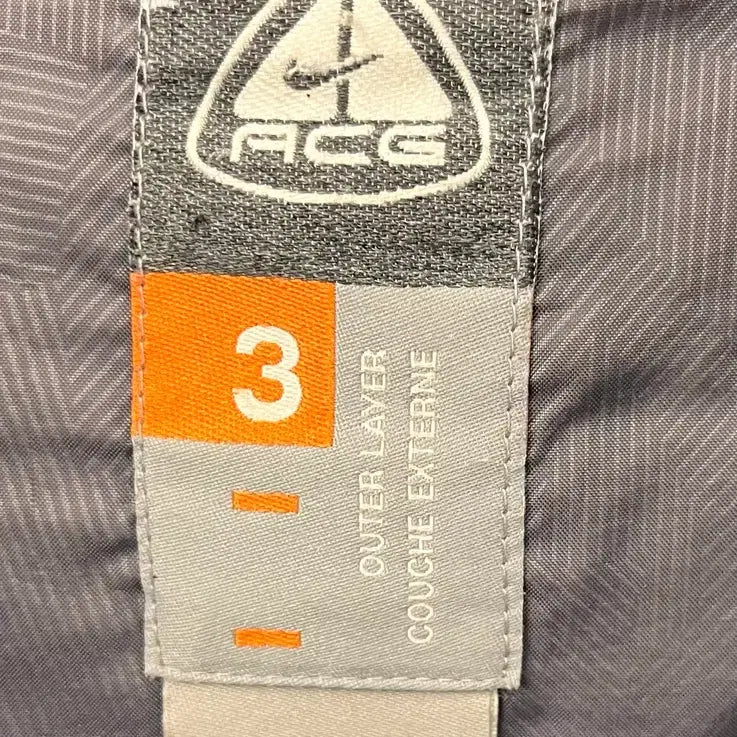 ACG
3
OUTER LAYER
COUCHE EXTERNE